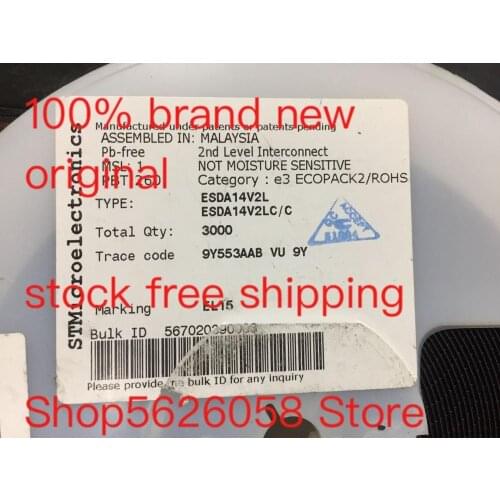 100% brand new
original
stock free shipping
Shop5626058 Store
STMicroelectronics
Manufactured under patents or patents pending
ASSEMBLED IN: MALAYSIA
Pb-free 2nd Level Interconnect
MSL: 1 NOT MOISTURE SENSITIVE
PBT: 260 Category : e3 ECOPACK2/ROHS
TYPE: ESDA14V2L
ESDA14V2LC/C
Total Qty: 3000
Trace code 9Y553AAB VU 9Y
Marking EL15
Bulk ID
Please provide the bulk ID for any inquiry